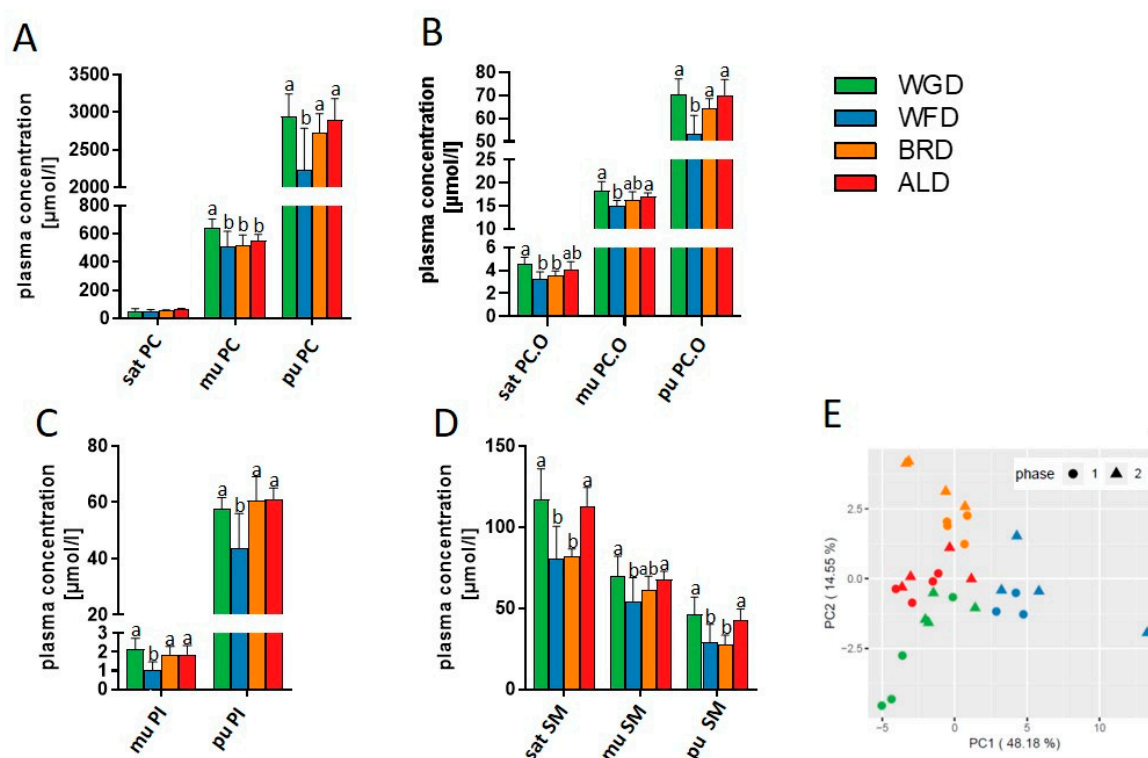 A
plasma concentration
[µmol/l]
3500
3000
2500
2000
800
600
400
200
0
a b b b
a b a a
sat PC
mu PC
pu PC
B
plasma concentration
[µmol/l]
80
70
60
50
25
20
15
10
6
4
2
0
a b b ab
a b ab a
a b a a
sat PC.O
mu PC.O
pu PC.O
WGD
WFD
BRD
ALD
C
plasma concentration
[µmol/l]
80
60
40
20
3
2
1
0
a b a a
a b a a
mu PI
pu PI
D
plasma concentration
[µmol/l]
150
100
50
0
a b b a
a b ab a
a b b a
sat SM
mu SM
pu SM
E
phase 1 2
PC2 ( 14.55 %)
2.5
0.0
−2.5
−5 0 5 10
PC1 ( 48.18 %)